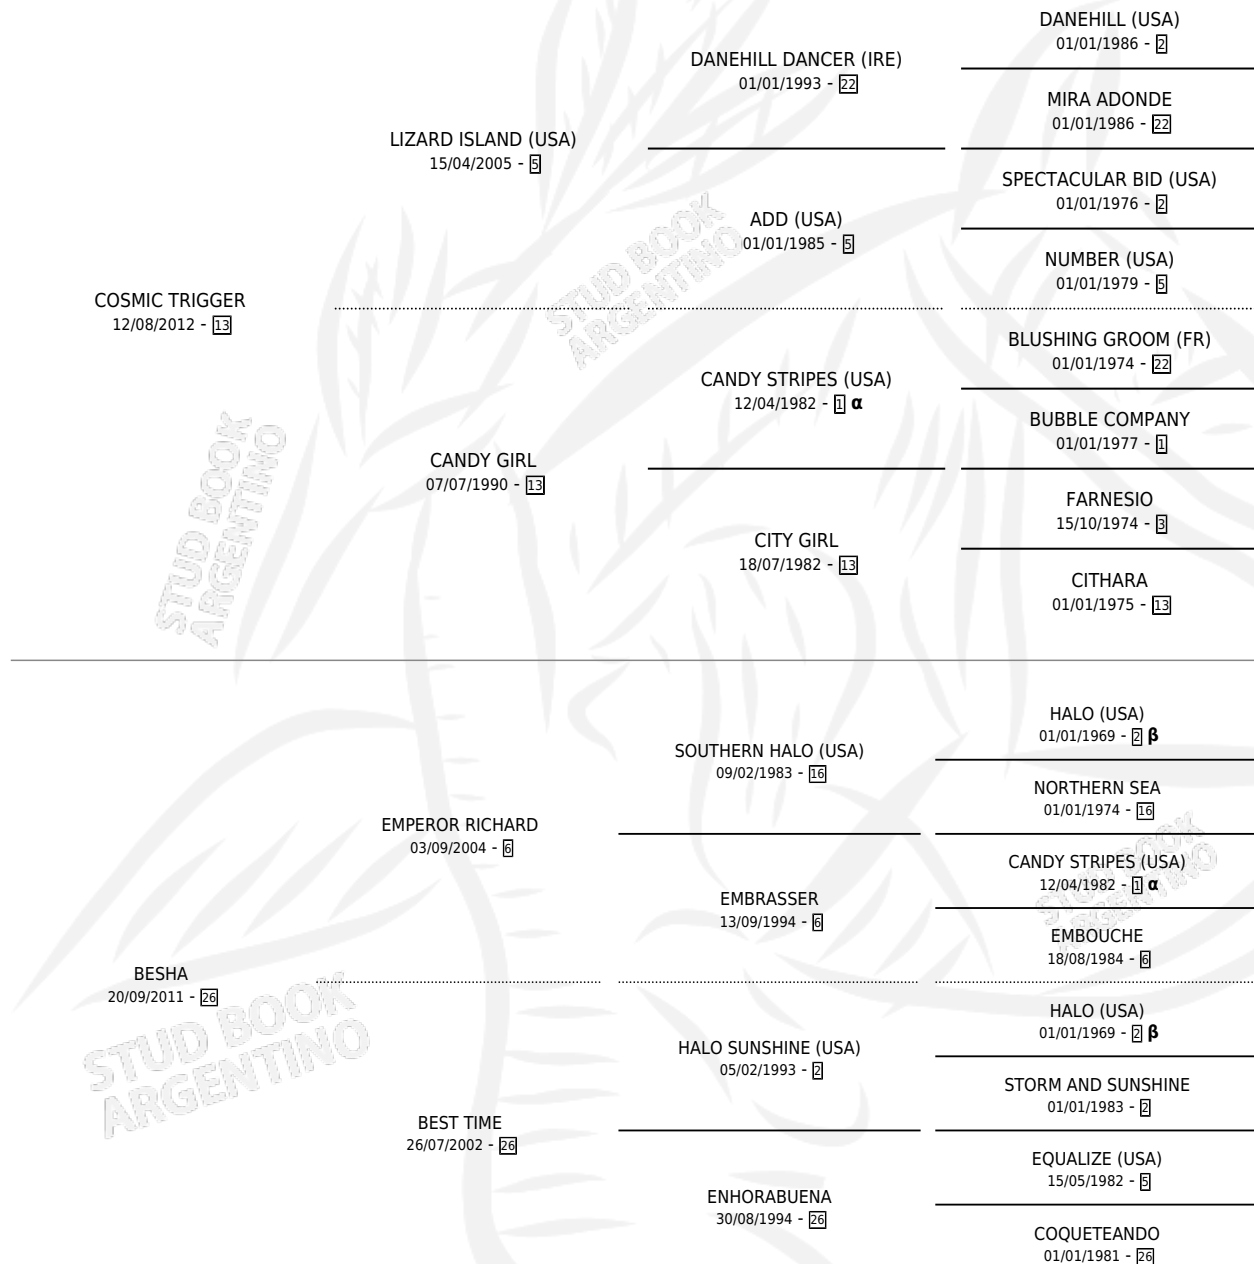 DANEHILL (USA)
01/01/1986 - 2
DANEHILL DANCER (IRE)
01/01/1993 - 22
MIRA ADONDE
01/01/1986 - 22
LIZARD ISLAND (USA)
15/04/2005 - 5
SPECTACULAR BID (USA)
01/01/1976 - 2
ADD (USA)
01/01/1985 - 5
NUMBER (USA)
01/01/1979 - 5
COSMIC TRIGGER
12/08/2012 - 13
BLUSHING GROOM (FR)
01/01/1974 - 22
CANDY STRIPES (USA)
12/04/1982 - 1 α
BUBBLE COMPANY
01/01/1977 - 1
CANDY GIRL
07/07/1990 - 13
FARNESIO
15/10/1974 - 3
CITY GIRL
18/07/1982 - 13
CITHARA
01/01/1975 - 13
HALO (USA)
01/01/1969 - 2 β
SOUTHERN HALO (USA)
09/02/1983 - 16
NORTHERN SEA
01/01/1974 - 16
EMPEROR RICHARD
03/09/2004 - 6
CANDY STRIPES (USA)
12/04/1982 - 1 α
EMBRASSER
13/09/1994 - 6
EMBOUCHE
18/08/1984 - 6
BESHA
20/09/2011 - 26
HALO (USA)
01/01/1969 - 2 β
HALO SUNSHINE (USA)
05/02/1993 - 2
STORM AND SUNSHINE
01/01/1983 - 2
BEST TIME
26/07/2002 - 26
EQUALIZE (USA)
15/05/1982 - 5
ENHORABUENA
30/08/1994 - 26
COQUETEANDO
01/01/1981 - 26
STUD BOOK
ARGENTINO
STUD BOOK
ARGENTINO
STUD BOOK
ARGENTINO
STUD BOOK
ARGENTINO